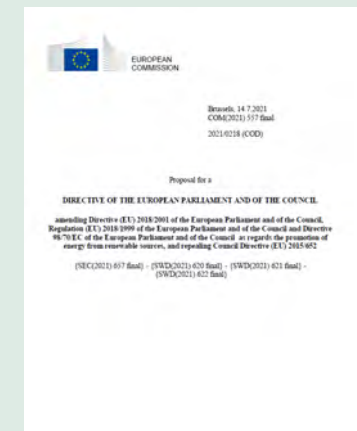 EUROPEAN
COMMISSION
Brussels, 14.7.2021
COM(2021) 557 final
2021/0218 (COD)
Proposal for a
DIRECTIVE OF THE EUROPEAN PARLIAMENT AND OF THE COUNCIL
amending Directive (EU) 2018/2001 of the European Parliament and of the Council,
Regulation (EU) 2018/1999 of the European Parliament and of the Council and Directive
98/70/EC of the European Parliament and of the Council as regards the promotion of
energy from renewable sources, and repealing Council Directive (EU) 2015/652
{SEC(2021) 657 final} - {SWD(2021) 620 final} - {SWD(2021) 621 final} -
{SWD(2021) 622 final}